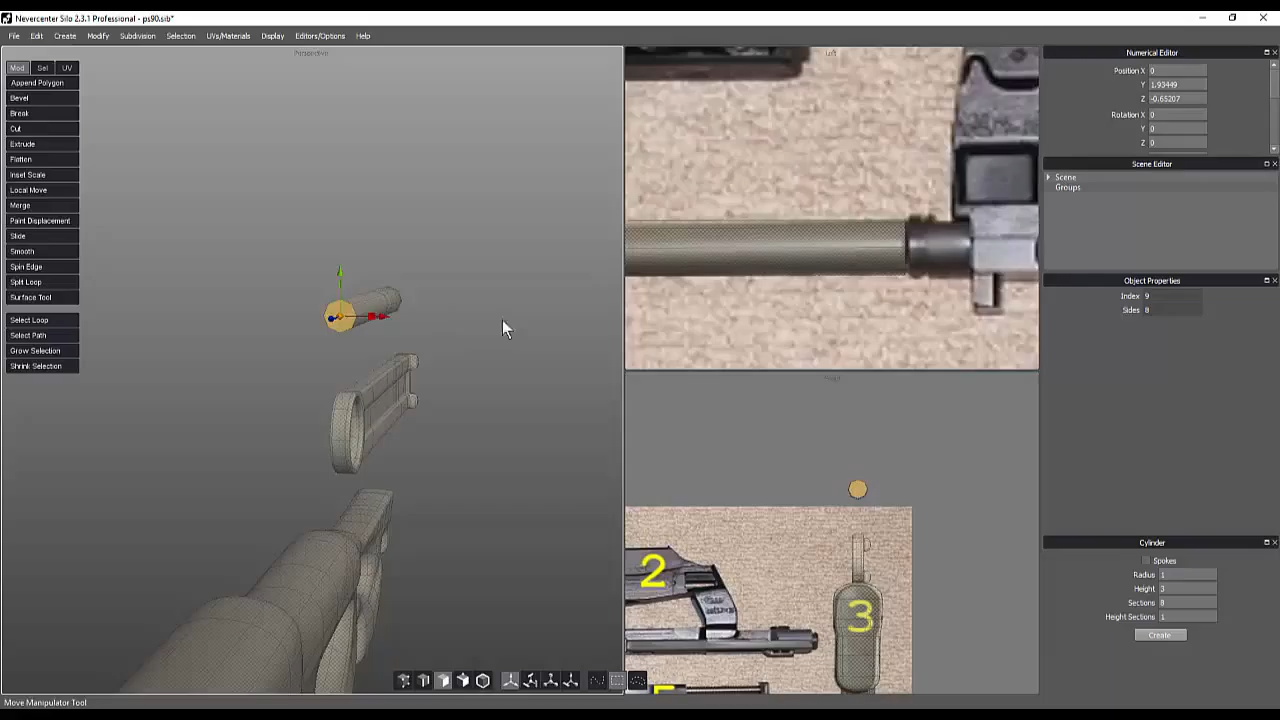 Nevercenter Silo 2.3.1 Professional - ps90.sib*
File Edit Create Modify Subdivision Selection UVs/Materials Display Editors/Options Help
Perspective
Mod Sel UV
Append Polygon
Bevel
Break
Cut
Extrude
Flatten
Inset Scale
Local Move
Merge
Paint Displacement
Slide
Smooth
Spin Edge
Split Loop
Surface Tool
Select Loop
Select Path
Grow Selection
Shrink Selection
Left
2
3
Numerical Editor
Position X 0
Y 1.93449
Z -0.65207
Rotation X 0
Y 0
Z 0
Scene Editor
Scene
Groups
Object Properties
Index 9
Sides 8
Cylinder
Spokes
Radius 1
Height 3
Sections 8
Height Sections 1
Create
Move Manipulator Tool